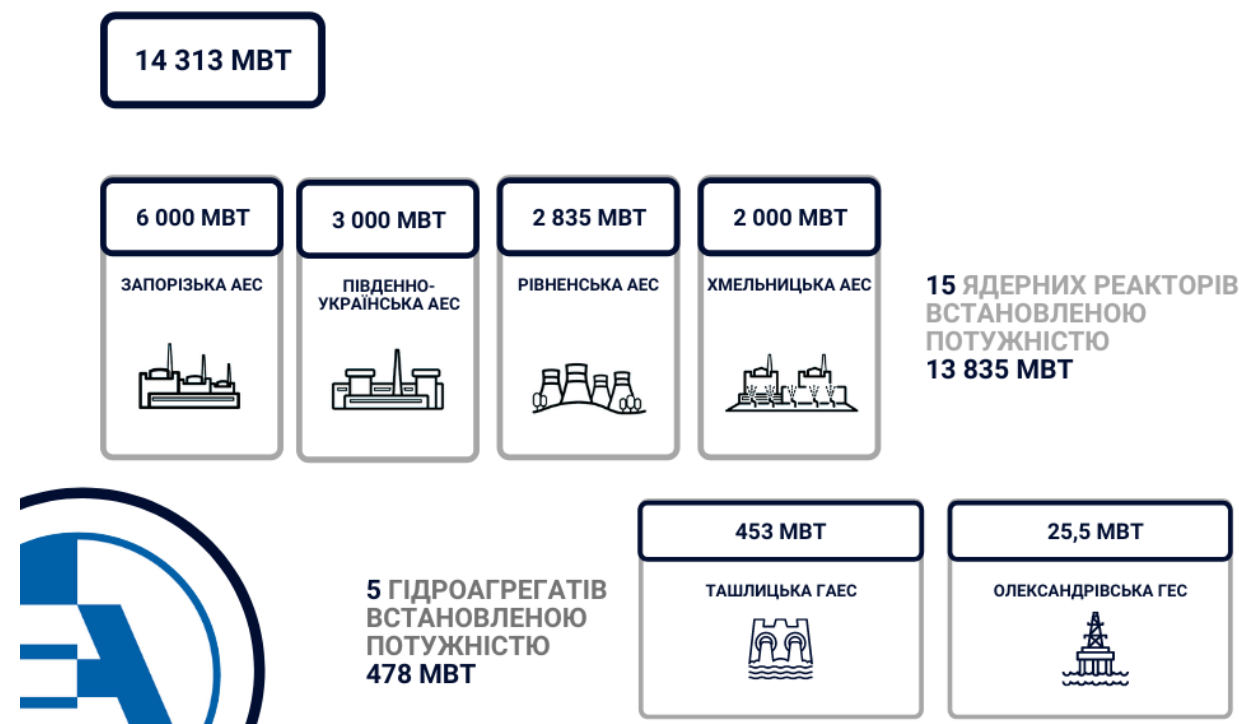 14 313 МВТ
6 000 МВТ
3 000 МВТ
2 835 МВТ
2 000 МВТ
ЗАПОРІЗЬКА АЕС
ПІВДЕННО-
УКРАЇНСЬКА АЕС
РІВНЕНСЬКА АЕС
ХМЕЛЬНИЦЬКА АЕС
15 ЯДЕРНИХ РЕАКТОРІВ
ВСТАНОВЛЕНОЮ
ПОТУЖНІСТЮ
13 835 МВТ
5 ГІДРОАГРЕГАТІВ
ВСТАНОВЛЕНОЮ
ПОТУЖНІСТЮ
478 МВТ
453 МВТ
ТАШЛИЦЬКА ГАЕС
25,5 МВТ
ОЛЕКСАНДРІВСЬКА ГЕС